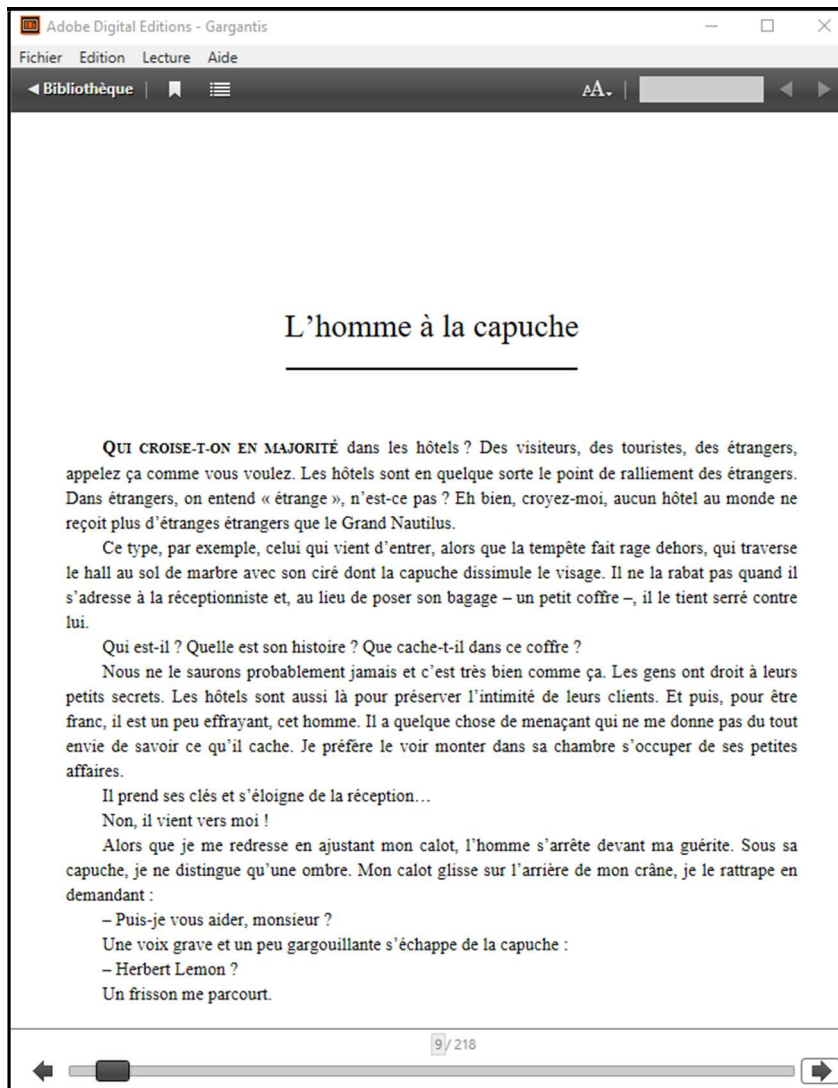 Adobe Digital Editions - Gargantis
Fichier Edition Lecture Aide
Bibliothèque
AA
L'homme à la capuche
QUI CROISE-T-ON EN MAJORITÉ dans les hôtels ? Des visiteurs, des touristes, des étrangers,
appelez ça comme vous voulez. Les hôtels sont en quelque sorte le point de ralliement des étrangers.
Dans étrangers, on entend « étrange », n'est-ce pas ? Eh bien, croyez-moi, aucun hôtel au monde ne
reçoit plus d'étranges étrangers que le Grand Nautilus.
Ce type, par exemple, celui qui vient d'entrer, alors que la tempête fait rage dehors, qui traverse
le hall au sol de marbre avec son ciré dont la capuche dissimule le visage. Il ne la rabat pas quand il
s'adresse à la réceptionniste et, au lieu de poser son bagage – un petit coffre –, il le tient serré contre
lui.
Qui est-il ? Quelle est son histoire ? Que cache-t-il dans ce coffre ?
Nous ne le saurons probablement jamais et c'est très bien comme ça. Les gens ont droit à leurs
petits secrets. Les hôtels sont aussi là pour préserver l'intimité de leurs clients. Et puis, pour être
franc, il est un peu effrayant, cet homme. Il a quelque chose de menaçant qui ne me donne pas du tout
envie de savoir ce qu'il cache. Je préfère le voir monter dans sa chambre s'occuper de ses petites
affaires.
Il prend ses clés et s'éloigne de la réception…
Non, il vient vers moi !
Alors que je me redresse en ajustant mon calot, l'homme s'arrête devant ma guérite. Sous sa
capuche, je ne distingue qu'une ombre. Mon calot glisse sur l'arrière de mon crâne, je le rattrape en
demandant :
– Puis-je vous aider, monsieur ?
Une voix grave et un peu gargouillante s'échappe de la capuche :
– Herbert Lemon ?
Un frisson me parcourt.
9 / 218